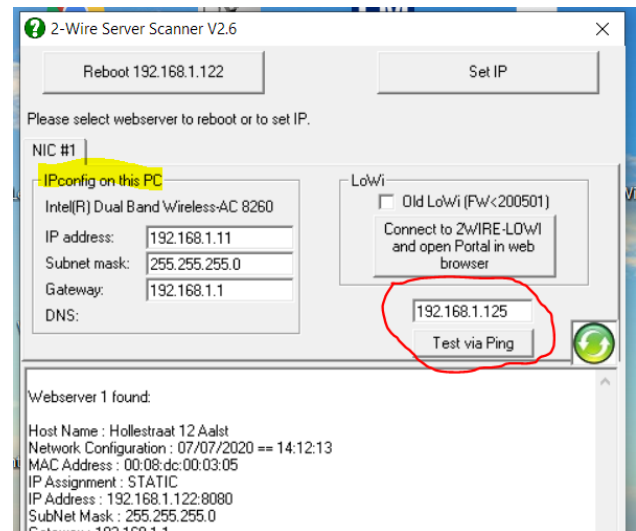 2-Wire Server Scanner V2.6
Reboot 192.168.1.122
Set IP
Please select webserver to reboot or to set IP.
NIC #1
IPconfig on this PC
Intel(R) Dual Band Wireless-AC 8260
IP address: 192.168.1.11
Subnet mask: 255.255.255.0
Gateway: 192.168.1.1
DNS:
LoWi
Old LoWi (FW<200501)
Connect to 2WIRE-LOWI
and open Portal in web
browser
192.168.1.125
Test via Ping
Webserver 1 found:
Host Name : Hollestraat 12 Aalst
Network Configuration : 07/07/2020 == 14:12:13
MAC Address : 00:08:dc:00:03:05
IP Assignment : STATIC
IP Address : 192.168.1.122:8080
SubNet Mask : 255.255.255.0
Gateway : 192.168.1.1